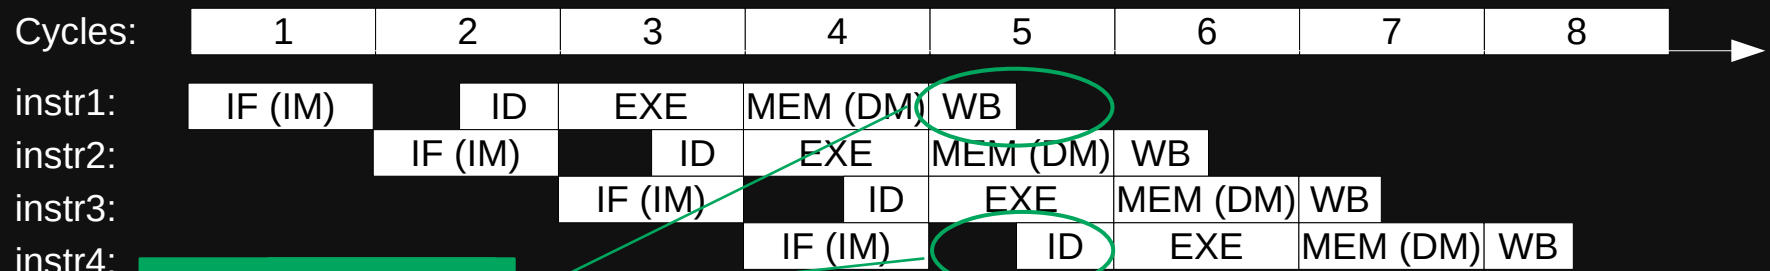 Cycles: 1 2 3 4 5 6 7 8
instr1: IF (IM) ID EXE MEM (DM) WB
instr2: IF (IM) ID EXE MEM (DM) WB
instr3: IF (IM) ID EXE MEM (DM) WB
instr4: IF (IM) ID EXE MEM (DM) WB